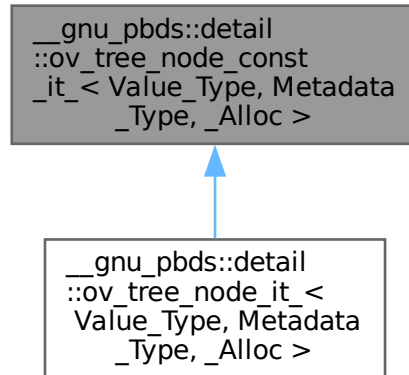 __gnu_pbds::detail
::ov_tree_node_const
_it_< Value_Type, Metadata
_Type, _Alloc >
__gnu_pbds::detail
::ov_tree_node_it_<
Value_Type, Metadata
_Type, _Alloc >